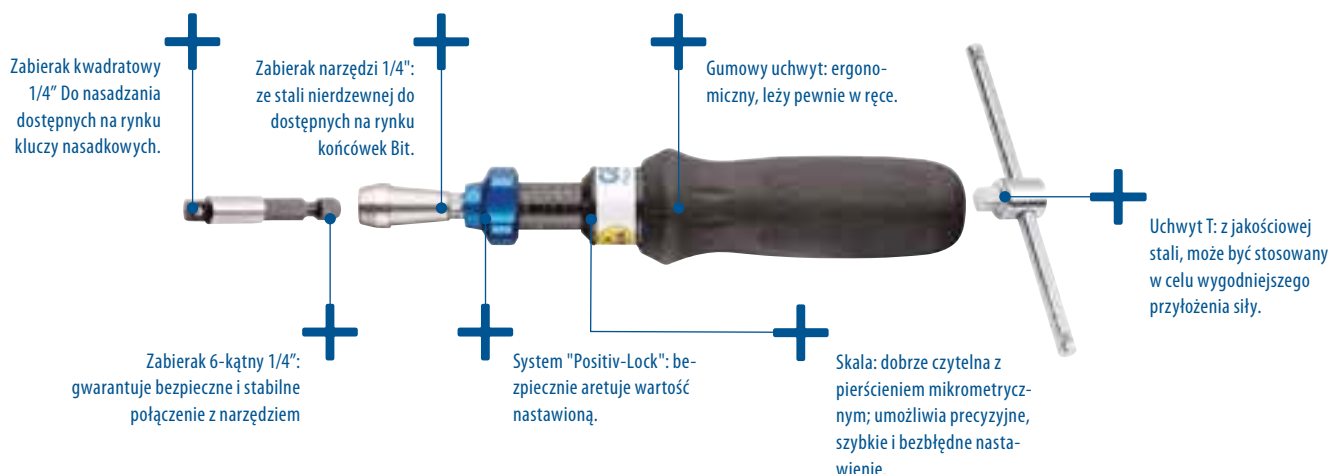 Zabierak kwadratowy
1/4” Do nasadzania
dostępnych na rynku
kluczy nasadkowych.
Zabierak narzędzi 1/4":
ze stali nierdzewnej do
dostępnych na rynku
końcówek Bit.
Gumowy uchwyt: ergono-
miczny, leży pewnie w ręce.
Uchwyt T: z jakościowej
stali, może być stosowany
w celu wygodniejszego
przyłożenia siły.
Zabierak 6-kątny 1/4”:
gwarantuje bezpieczne i stabilne
połączenie z narzędziem
System "Positiv-Lock": be-
zpiecznie aretuje wartość
nastawioną.
Skala: dobrze czytelna z
pierścieniem mikrometrycz-
nym; umożliwia precyzyjne,
szybkie i bezbłędne nasta-
wienie.